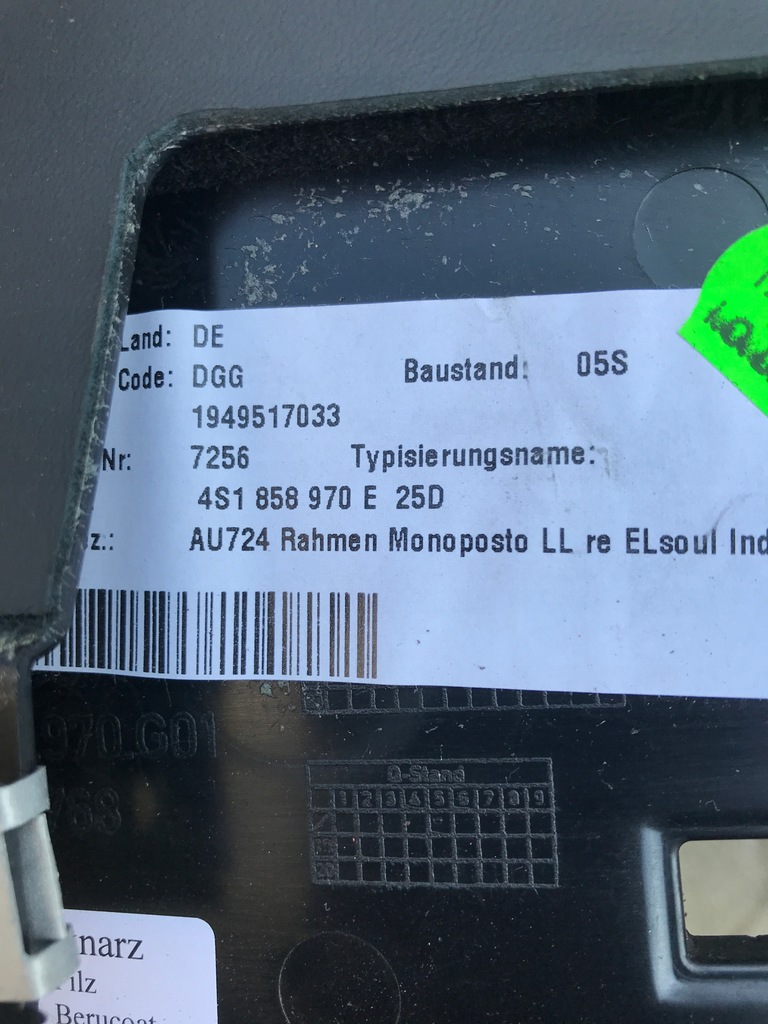 Land: DE
Code: DGG Baustand: 05S
1949517033
Nr: 7256 Typisierungsname:
4S1 858 970 E 25D
z.: AU724 Rahmen Monoposto LL re ELsoul Ind
970.G01
Q-Stand
1 2 3 4 5 6 7 8 9
narz
ilz
Berucoat